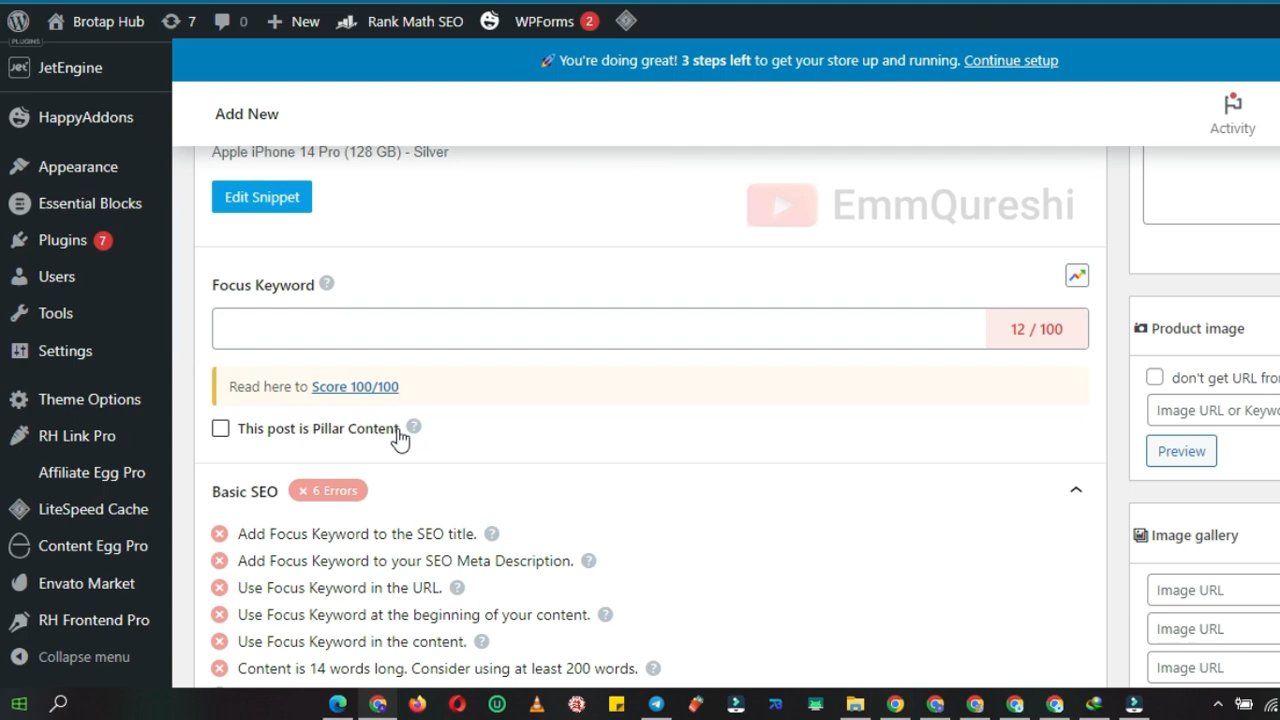 Brotap Hub
7
0
New
Rank Math SEO
WPForms 2
PLUGINS
JetEngine
HappyAddons
Appearance
Essential Blocks
Plugins 7
Users
Tools
Settings
Theme Options
RH Link Pro
Affiliate Egg Pro
LiteSpeed Cache
Content Egg Pro
Envato Market
RH Frontend Pro
Collapse menu
You're doing great! 3 steps left to get your store up and running. Continue setup
Add New
Activity
Apple iPhone 14 Pro (128 GB) - Silver
Edit Snippet
EmmQureshi
Focus Keyword
12 / 100
Read here to Score 100/100
This post is Pillar Content
Basic SEO
× 6 Errors
Add Focus Keyword to the SEO title.
Add Focus Keyword to your SEO Meta Description.
Use Focus Keyword in the URL.
Use Focus Keyword at the beginning of your content.
Use Focus Keyword in the content.
Content is 14 words long. Consider using at least 200 words.
Product image
don't get URL fro
Image URL or Keywo
Preview
Image gallery
Image URL
Image URL
Image URL